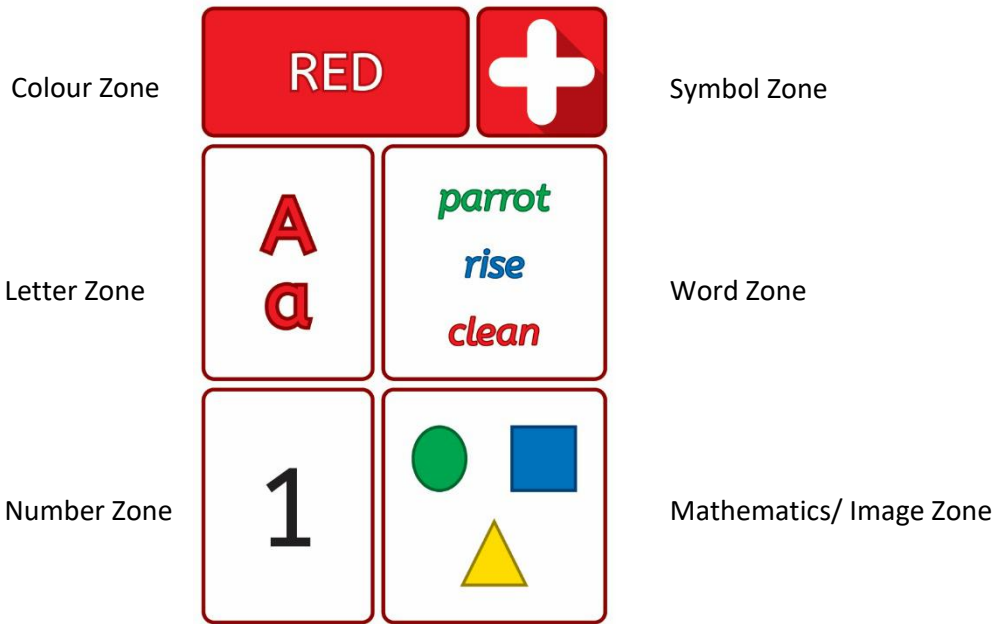 Colour Zone
RED
Symbol Zone
Letter Zone
A
a
parrot
rise
clean
Word Zone
Number Zone
1
Mathematics/ Image Zone